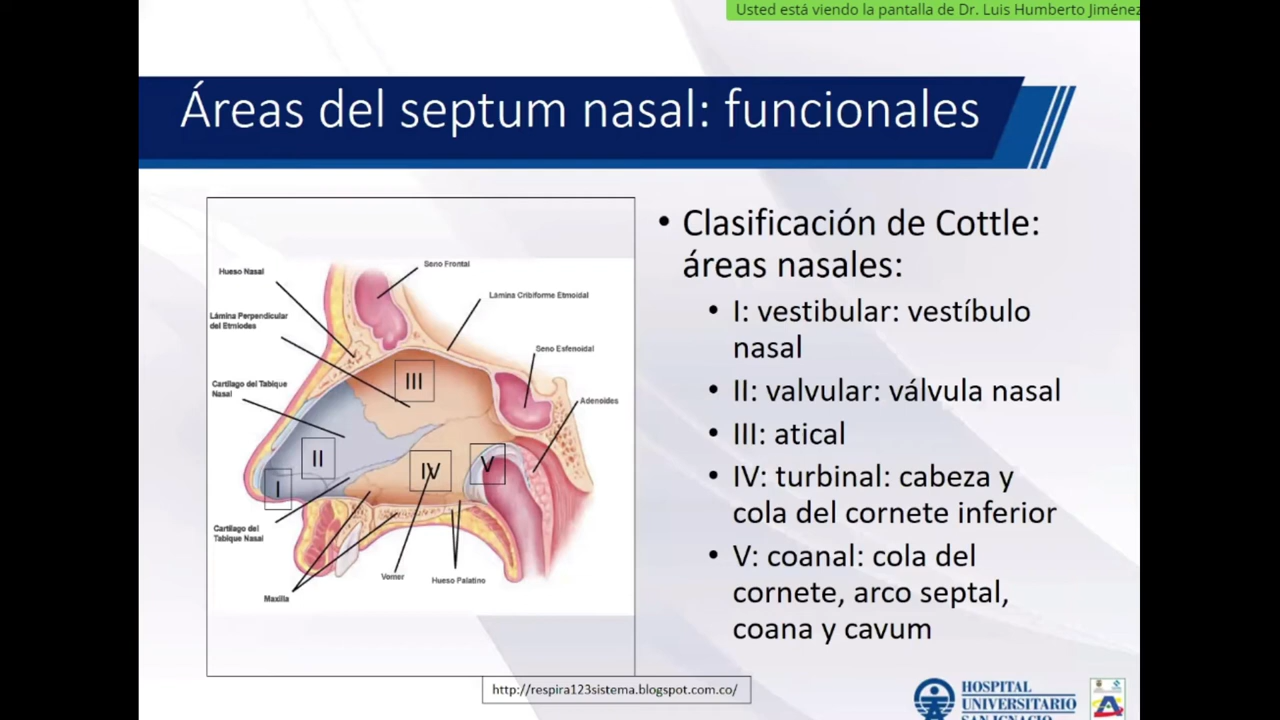 Usted está viendo la pantalla de Dr. Luis Humberto Jiménez
Áreas del septum nasal: funcionales
Hueso Nasal
Seno Frontal
Lámina Cribiforme Etmoidal
Lámina Perpendicular
del Etmiodes
Seno Esfenoidal
Cartílago del Tabique
Nasal
Adenoides
III
II
IV
V
I
Cartílago del
Tabique Nasal
Vomer
Hueso Palatino
Maxilla
• Clasificación de Cottle:
áreas nasales:
• I: vestibular: vestíbulo
nasal
• II: valvular: válvula nasal
• III: atical
• IV: turbinal: cabeza y
cola del cornete inferior
• V: coanal: cola del
cornete, arco septal,
coana y cavum
http://respira123sistema.blogspot.com.co/
HOSPITAL
UNIVERSITARIO
SAN IGNACIO